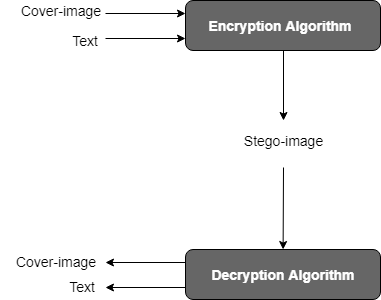 Cover-image
Encryption Algorithm
Text
Stego-image
Cover-image
Decryption Algorithm
Text